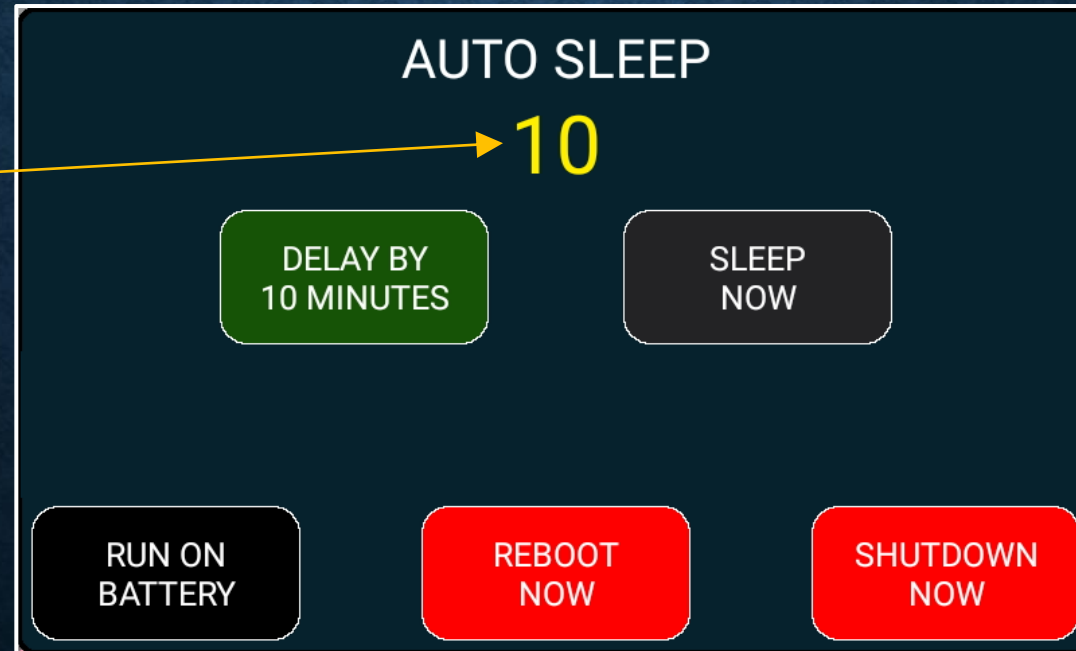 AUTO SLEEP
10
DELAY BY
10 MINUTES
SLEEP
NOW
RUN ON
BATTERY
REBOOT
NOW
SHUTDOWN
NOW